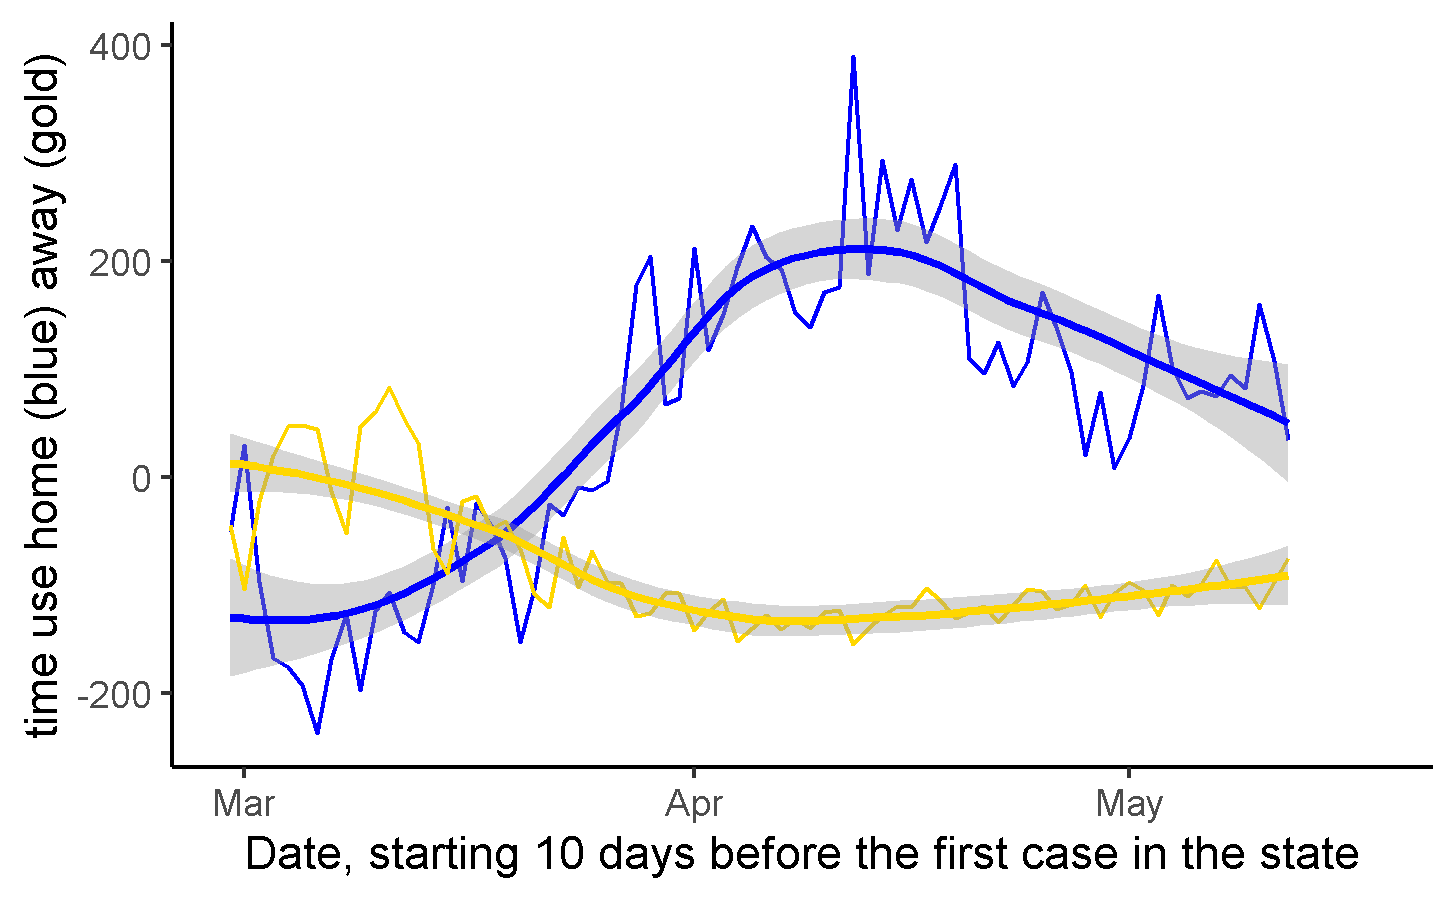 time use home (blue) away (gold)
400
200
0
-200
Mar
Apr
May
Date, starting 10 days before the first case in the state